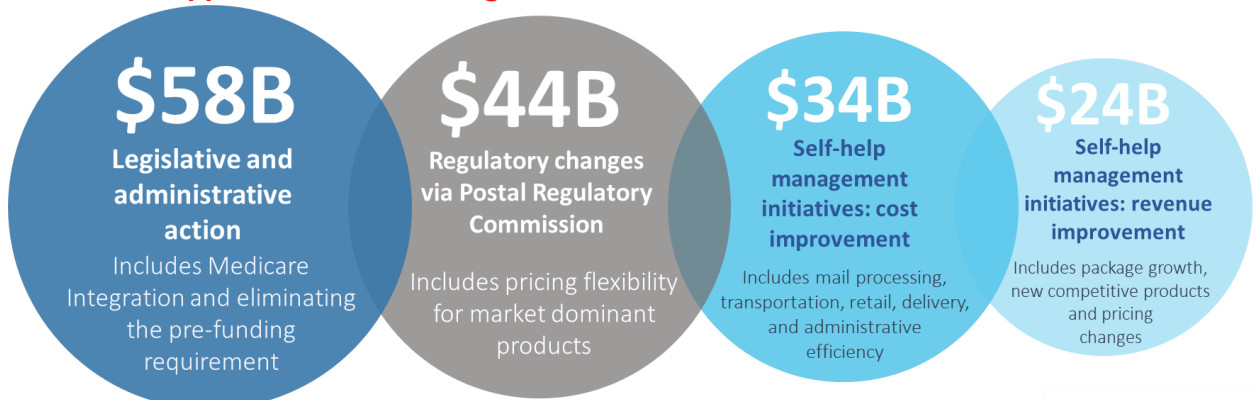 $58B
Legislative and
administrative
action
Includes Medicare
Integration and eliminating
the pre-funding
requirement
$44B
Regulatory changes
via Postal Regulatory
Commission
Includes pricing flexibility
for market dominant
products
$34B
Self-help
management
initiatives: cost
improvement
Includes mail processing,
transportation, retail, delivery,
and administrative
efficiency
$24B
Self-help
management
initiatives: revenue
improvement
Includes package growth,
new competitive products
and pricing
changes